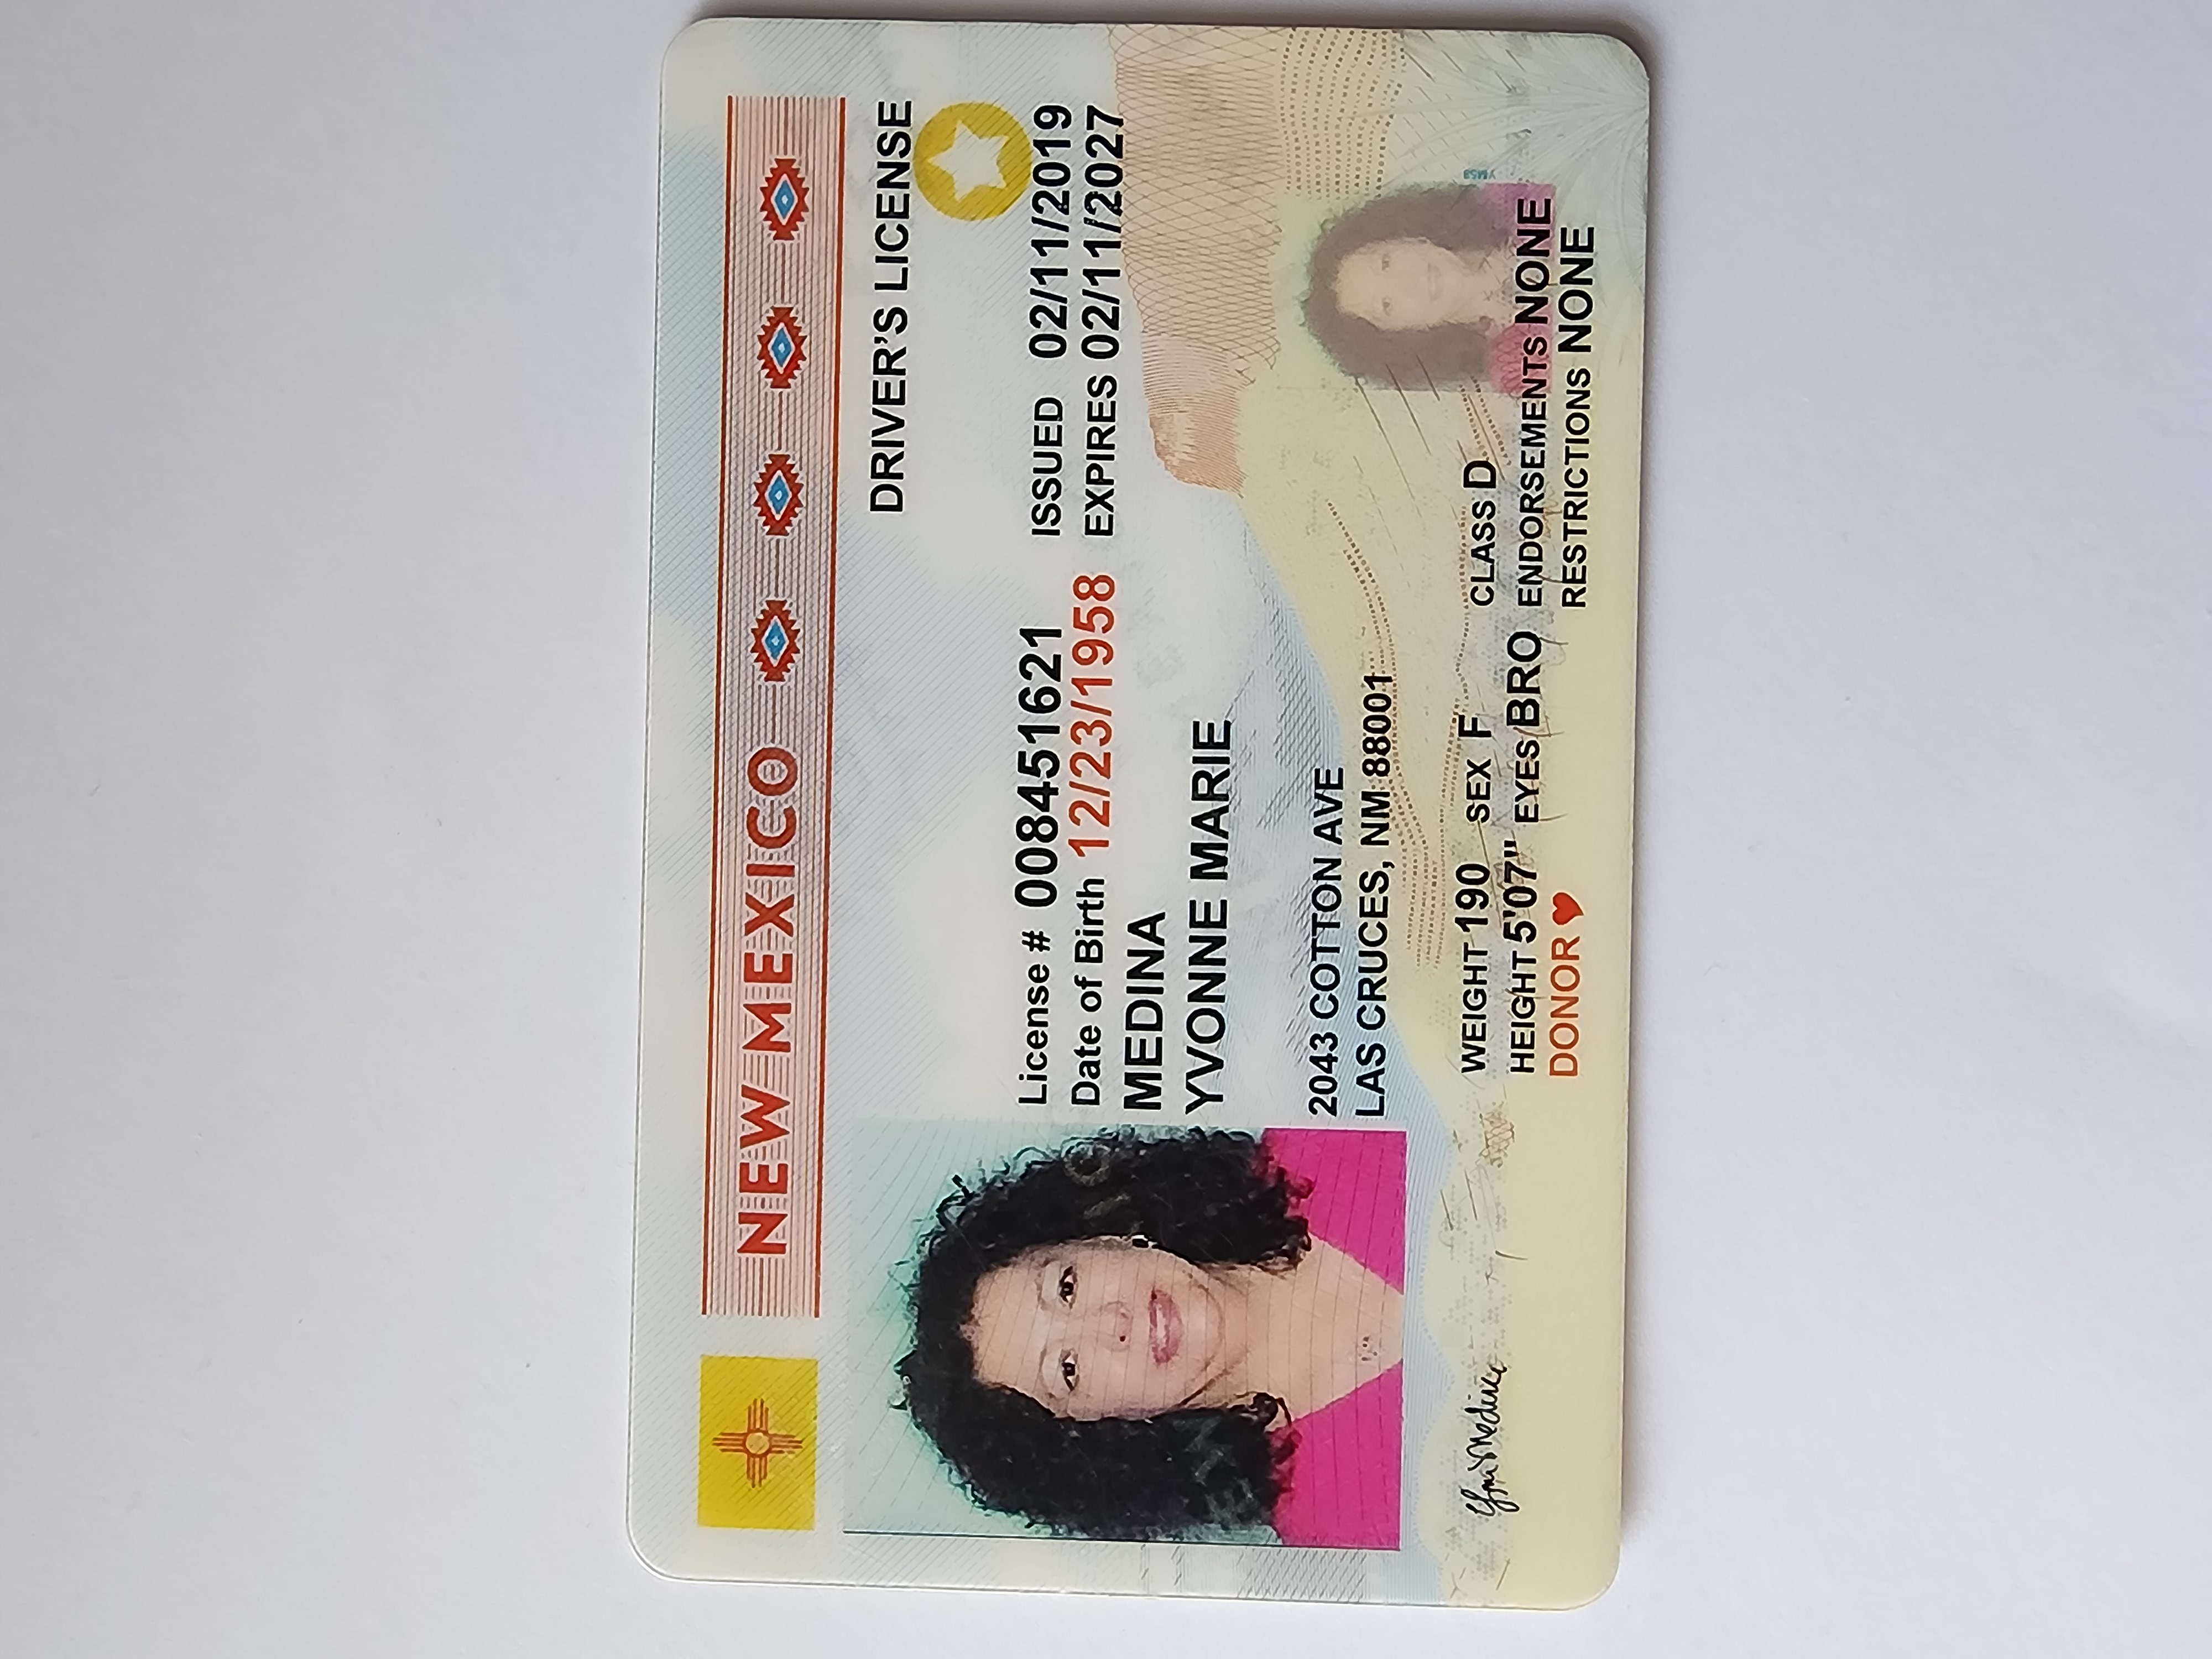 NEW MEXICO
DRIVER'S LICENSE
License # 008451621 ISSUED 02/11/2019
Date of Birth 12/23/1958 EXPIRES 02/11/2027
MEDINA
YVONNE MARIE
2043 COTTON AVE
LAS CRUCES, NM 88001
WEIGHT 190 SEX F CLASS D
HEIGHT 5'07" EYES BRO ENDORSEMENTS NONE
DONOR RESTRICTIONS NONE